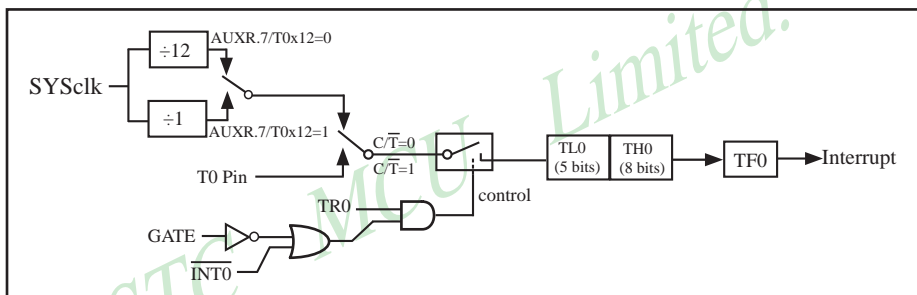 AUXR.7/T0x12=0
÷12
SYSclk
÷1
AUXR.7/T0x12=1
C/T̅=0
C/T̅=1
T0 Pin
TL0
(5 bits)
TH0
(8 bits)
TF0
Interrupt
control
TR0
GATE
I̅N̅T̅0̅
STC MCU Limited.